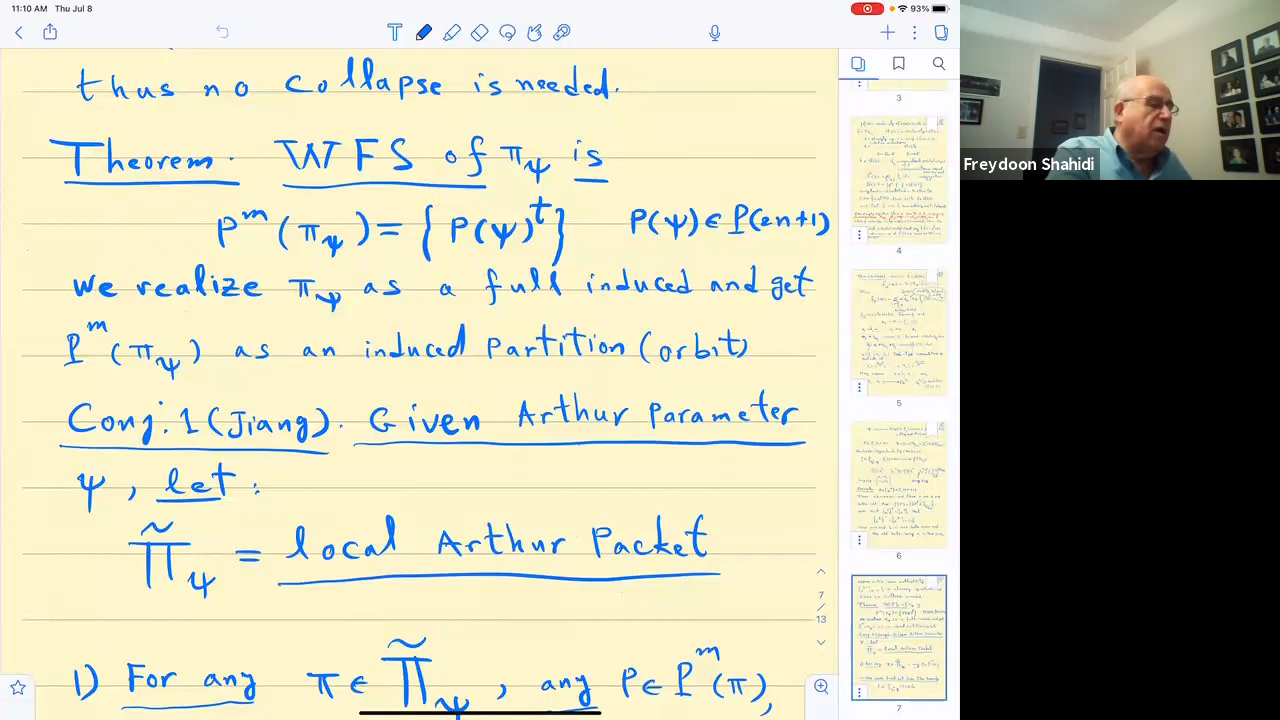 11:10 AM Thu Jul 8
93%
thus no collapse is needed.
Theorem. WFS of π_ψ is
P^m(π_ψ) = {P(ψ)^t} P(ψ) ∈ P(2n+1)
we realize π_ψ as a full induced and get
P^m(π_ψ) as an induced partition (orbit)
Conj. 1 (Jiang). Given Arthur parameter
ψ, let:
Π̃_ψ = local Arthur Packet
1) For any π ∈ Π̃_ψ, any P ∈ P^m(π),
7
/
13
3
4
5
6
7
Freydoon Shahidi